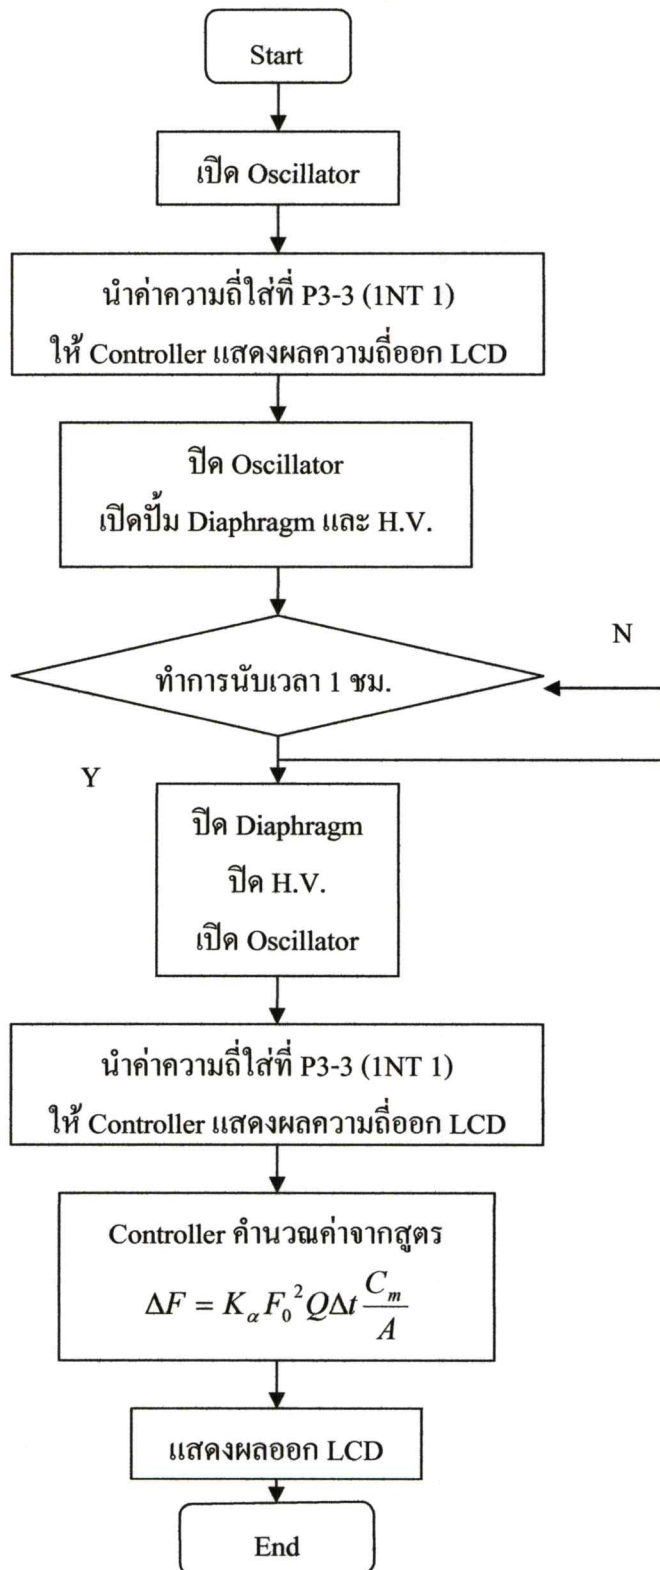 Start
เปิด Oscillator
นำค่าความถี่ใส่ที่ P3-3 (1NT 1)
ให้ Controller แสดงผลความถี่ออก LCD
ปิด Oscillator
เปิดปั้ม Diaphragm และ H.V.
N
ทำการนับเวลา 1 ชม.
Y
ปิด Diaphragm
ปิด H.V.
เปิด Oscillator
นำค่าความถี่ใส่ที่ P3-3 (1NT 1)
ให้ Controller แสดงผลความถี่ออก LCD
Controller คำนวณค่าจากสูตร
ΔF = K_α F_0² QΔt C_m/A
แสดงผลออก LCD
End